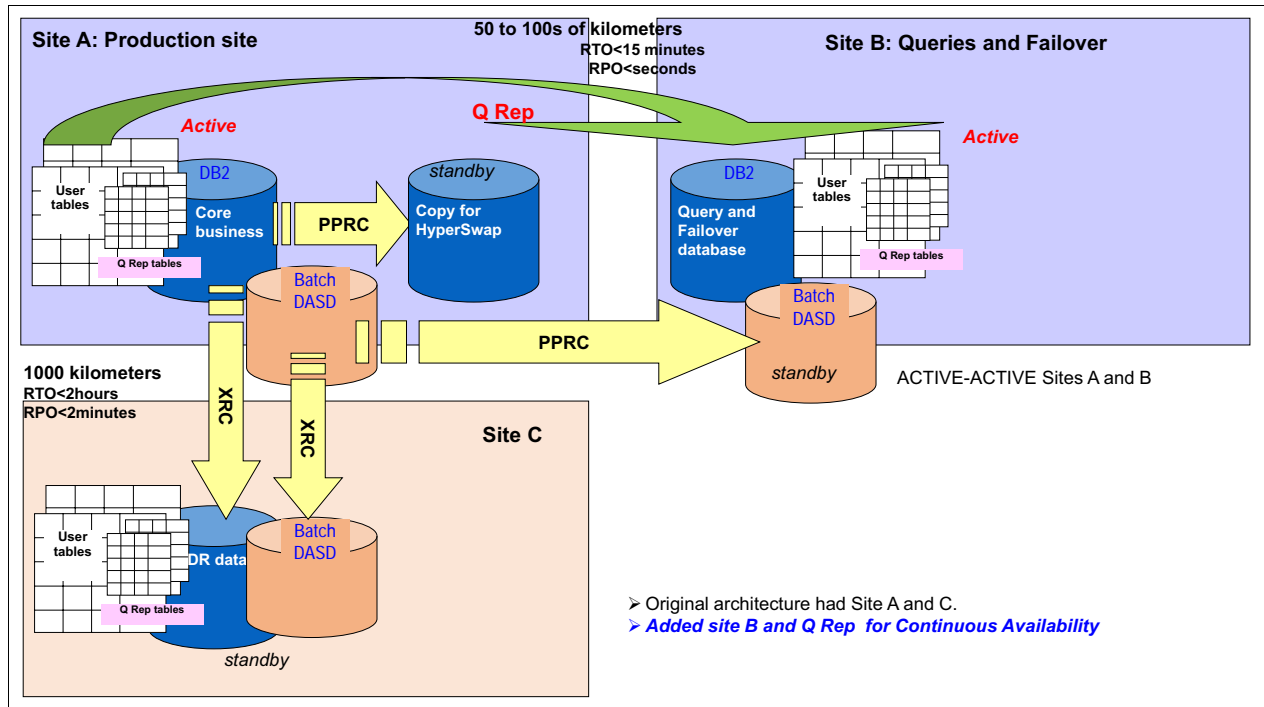 Site A: Production site
50 to 100s of kilometers
RTO<15 minutes
RPO<seconds
Site B: Queries and Failover
Q Rep
Active
Active
User
tables
Q Rep tables
DB2
Core
business
PPRC
standby
Copy for
HyperSwap
DB2
Query and
Failover
database
User
tables
Q Rep tables
Batch
DASD
PPRC
Batch
DASD
standby
ACTIVE-ACTIVE Sites A and B
1000 kilometers
RTO<2hours
RPO<2minutes
XRC
XRC
Site C
User
tables
Q Rep tables
DR data
Batch
DASD
standby
➢ Original architecture had Site A and C.
➢ Added site B and Q Rep for Continuous Availability